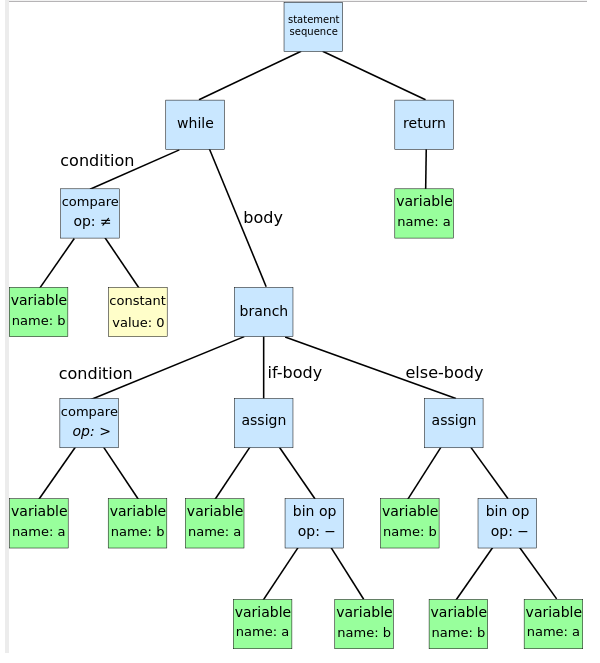 statement
sequence
while
return
condition
compare
op: ≠
body
variable
name: a
variable
name: b
constant
value: 0
branch
condition
if-body
else-body
compare
op: >
assign
assign
variable
name: a
variable
name: b
variable
name: a
bin op
op: −
variable
name: b
bin op
op: −
variable
name: a
variable
name: b
variable
name: b
variable
name: a